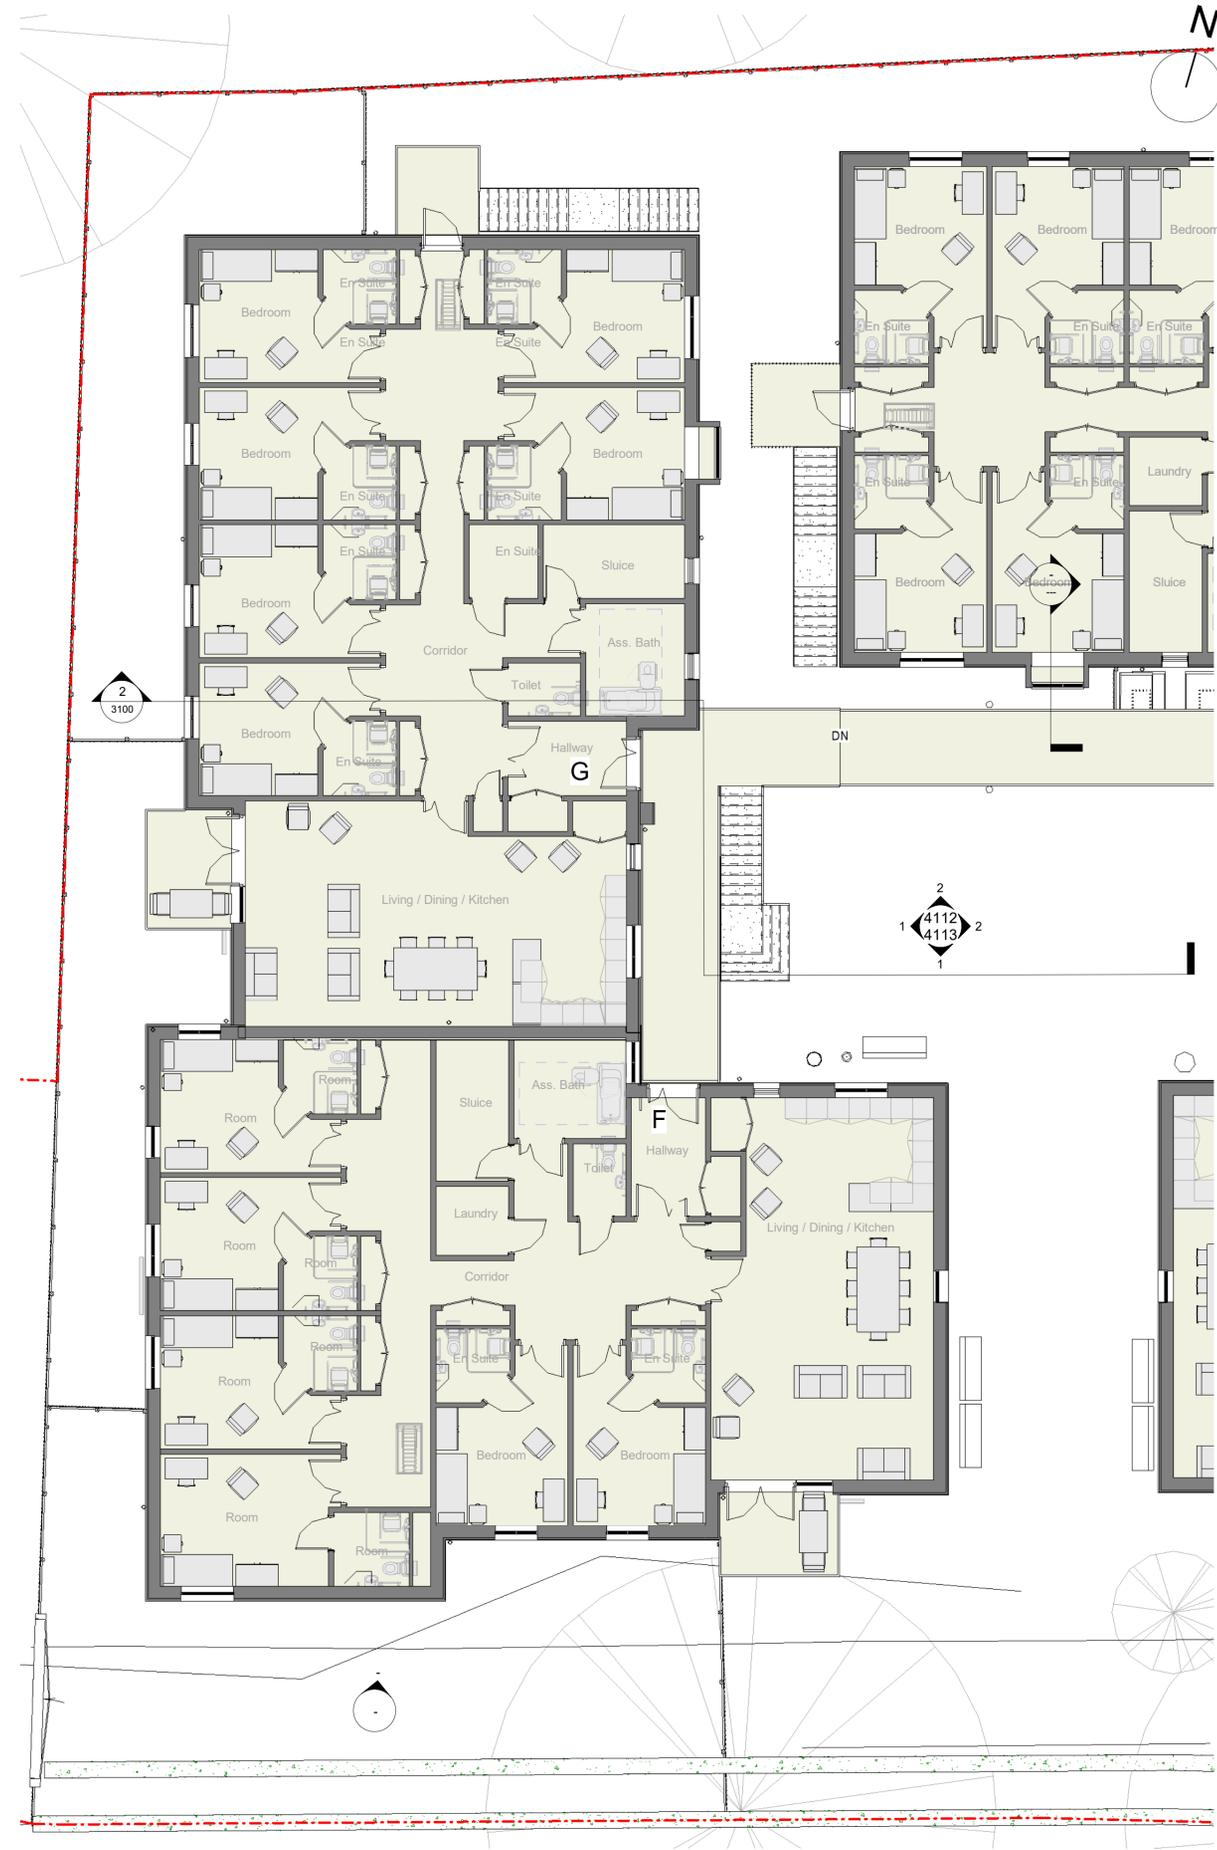 N
Bedroom
Bedroom
Bedroom
En Suite
En Suite
Bedroom
Bedroom
En Suite
En Suite
En Suite
En Suite
En Suite
Bedroom
Bedroom
En Suite
En Suite
Laundry
En Suite
En Suite
Bedroom
Bedroom
Sluice
En Suite
En Suite
Sluice
Bedroom
Corridor
Ass. Bath
Toilet
2
3100
Bedroom
En Suite
Hallway
G
DN
Living / Dining / Kitchen
2
1
4112
4113
2
1
Room
Room
Sluice
Ass. Bath
F
Hallway
Toilet
Laundry
Living / Dining / Kitchen
Room
Room
Corridor
Room
Room
En Suite
En Suite
Bedroom
Bedroom
Room
Room